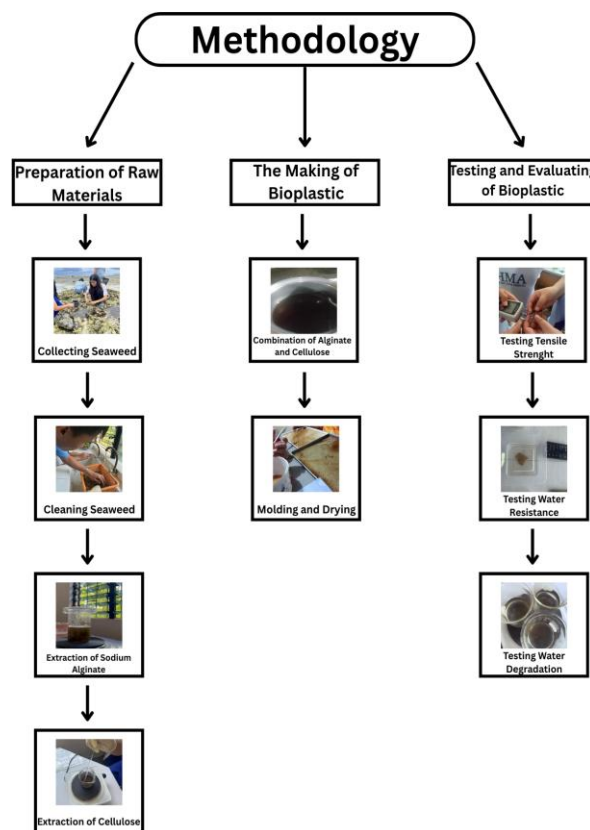 Methodology
Preparation of Raw
Materials
The Making of
Bioplastic
Testing and Evaluating
of Bioplastic
Collecting Seaweed
Cleaning Seaweed
Extraction of Sodium
Alginate
Extraction of Cellulose
Combination of Alginate
and Cellulose
Molding and Drying
HMA
Testing Tensile
Strenght
Testing Water
Resistance
Testing Water
Degradation